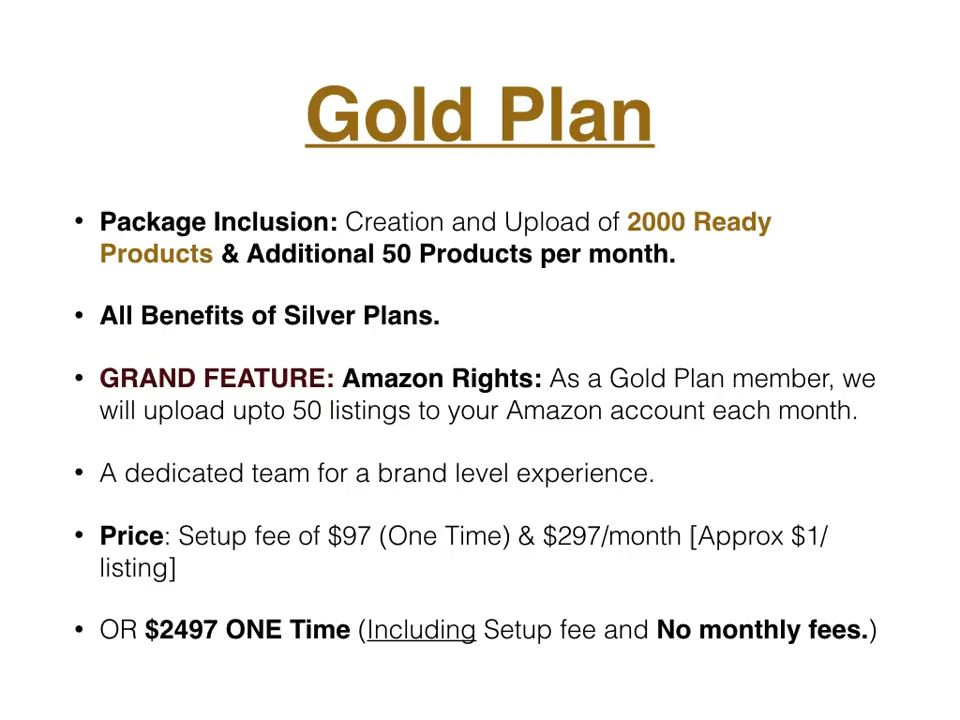 Gold Plan
• Package Inclusion: Creation and Upload of 2000 Ready
Products & Additional 50 Products per month.
• All Benefits of Silver Plans.
• GRAND FEATURE: Amazon Rights: As a Gold Plan member, we
will upload upto 50 listings to your Amazon account each month.
• A dedicated team for a brand level experience.
• Price: Setup fee of $97 (One Time) & $297/month [Approx $1/
listing]
• OR $2497 ONE Time (Including Setup fee and No monthly fees.)